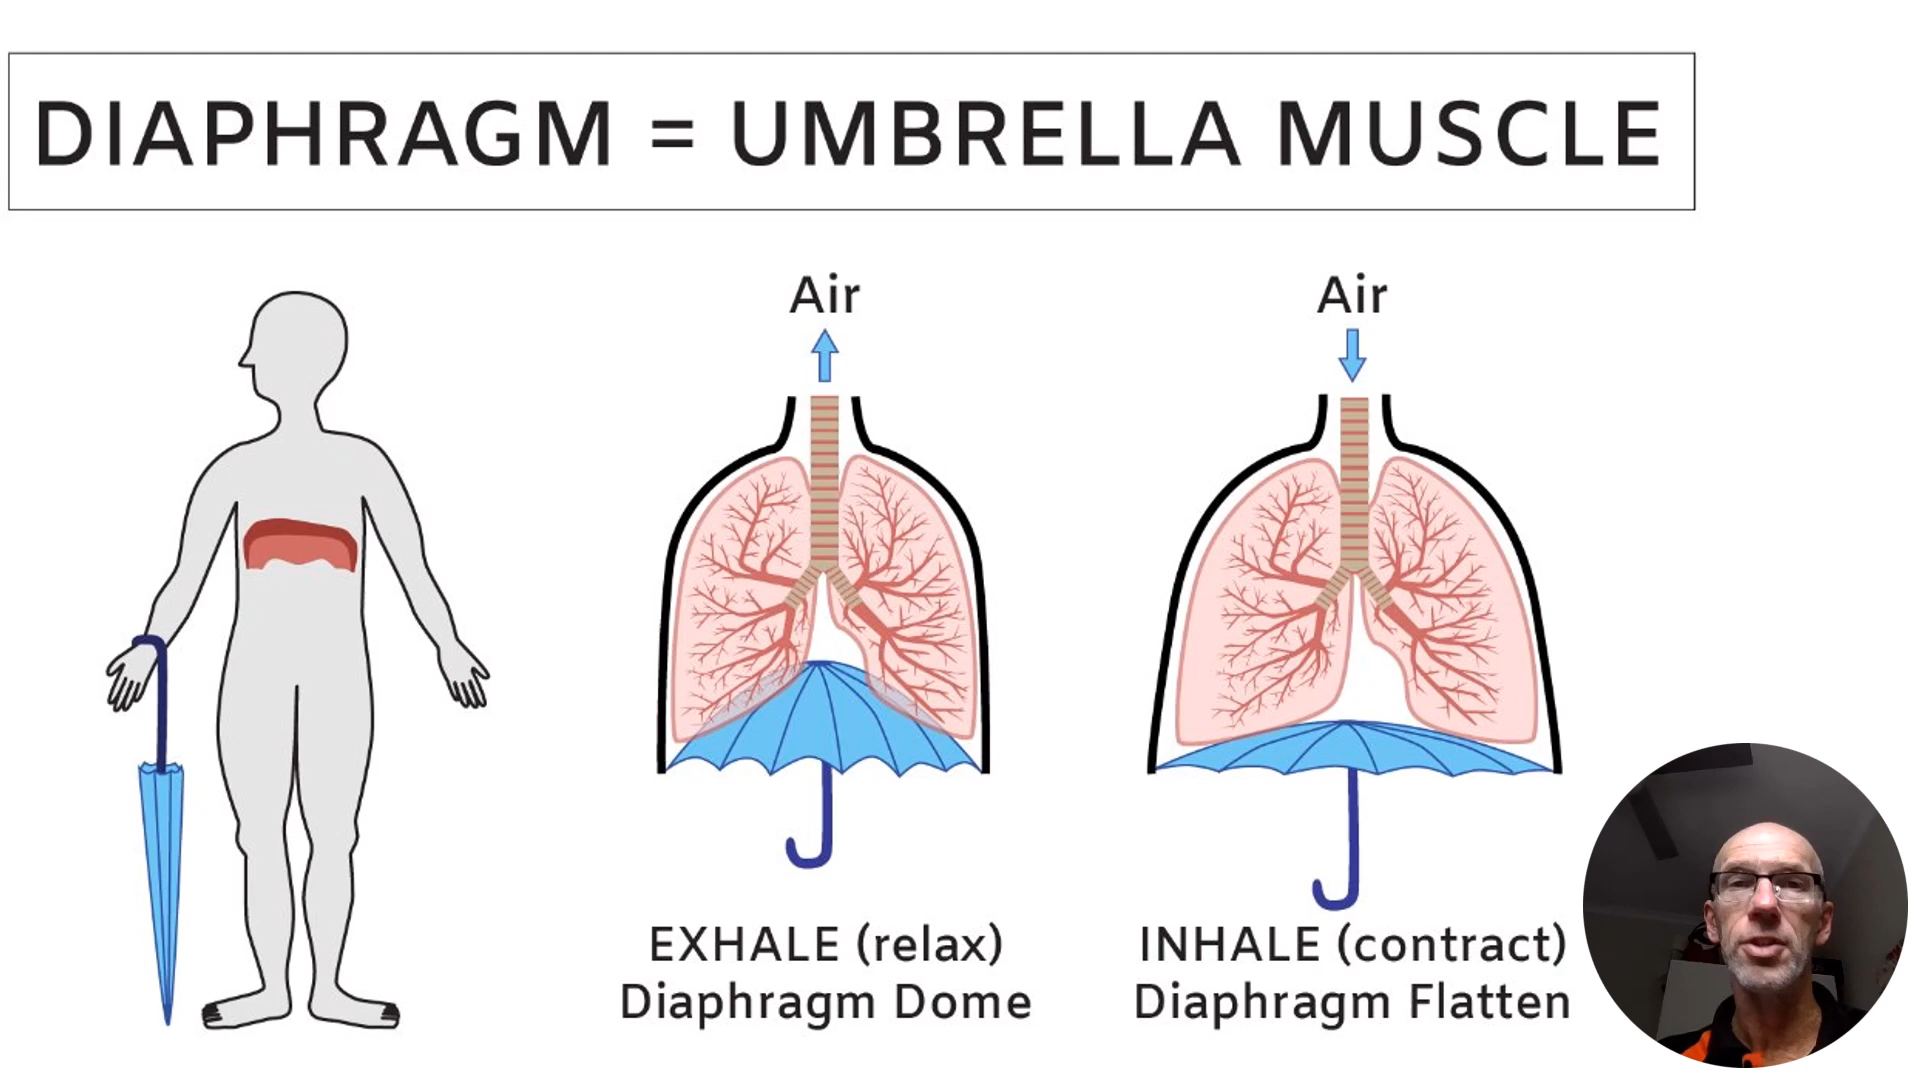 DIAPHRAGM = UMBRELLA MUSCLE
Air
Air
EXHALE (relax)
Diaphragm Dome
INHALE (contract)
Diaphragm Flatten